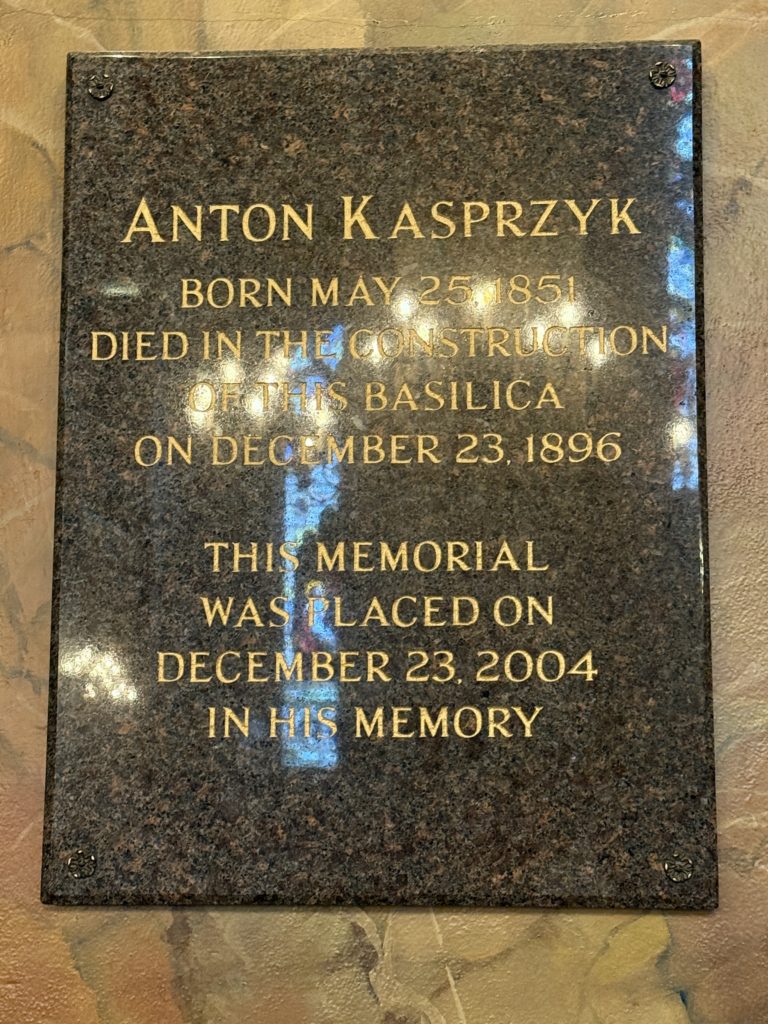 ANTON KASPRZYK
BORN MAY 25, 1851
DIED IN THE CONSTRUCTION
OF THIS BASILICA
ON DECEMBER 23, 1896
THIS MEMORIAL
WAS PLACED ON
DECEMBER 23, 2004
IN HIS MEMORY